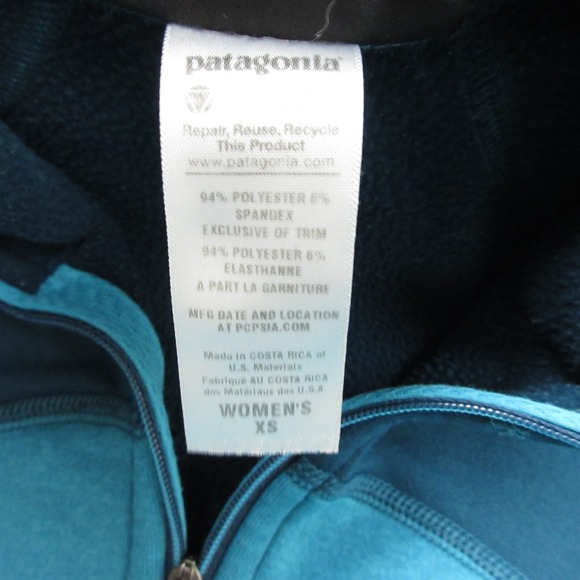 patagonia
Repair, Reuse, Recycle
This Product
www.patagonia.com
94% POLYESTER 6%
SPANDEX
EXCLUSIVE OF TRIM
94% POLYESTER 6%
ELASTHANNE
A PART LA GARNITURE
MFG DATE AND LOCATION
AT PCPSIA.COM
Made in COSTA RICA of
U.S. Materials
Fabriqué AU COSTA RICA
des Matériaux des U.S.A
WOMEN'S
XS